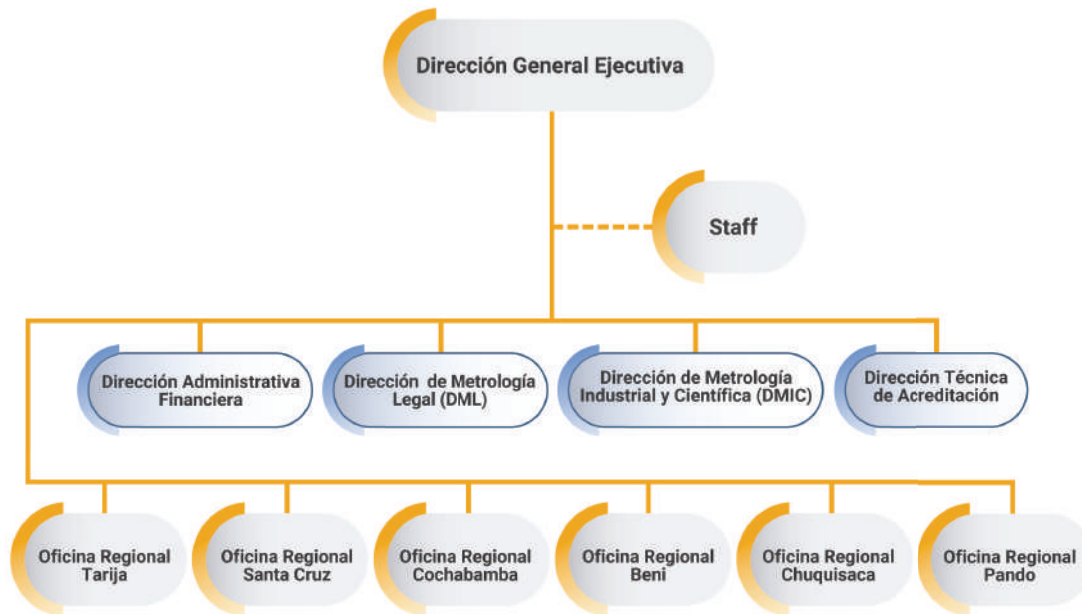 Dirección General Ejecutiva
Staff
Dirección Administrativa
Financiera
Dirección de Metrología
Legal (DML)
Dirección de Metrología
Industrial y Científica (DMIC)
Dirección Técnica
de Acreditación
Oficina Regional
Tarija
Oficina Regional
Santa Cruz
Oficina Regional
Cochabamba
Oficina Regional
Beni
Oficina Regional
Chuquisaca
Oficina Regional
Pando